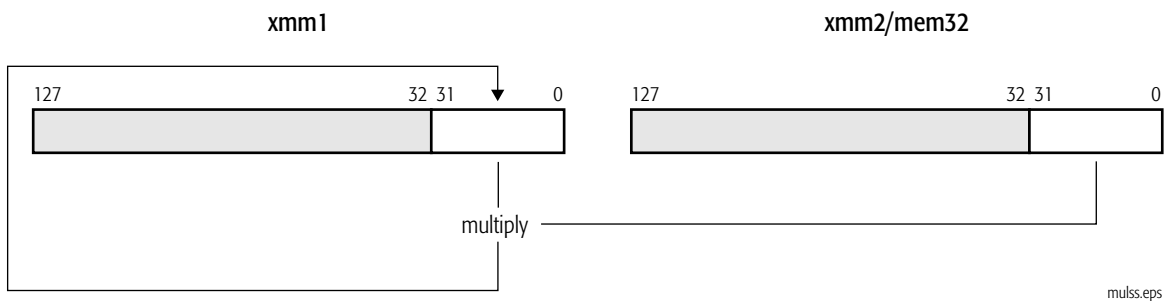 xmm1 xmm2/mem32
127 32 31 0 127 32 31 0
multiply
mulss.eps